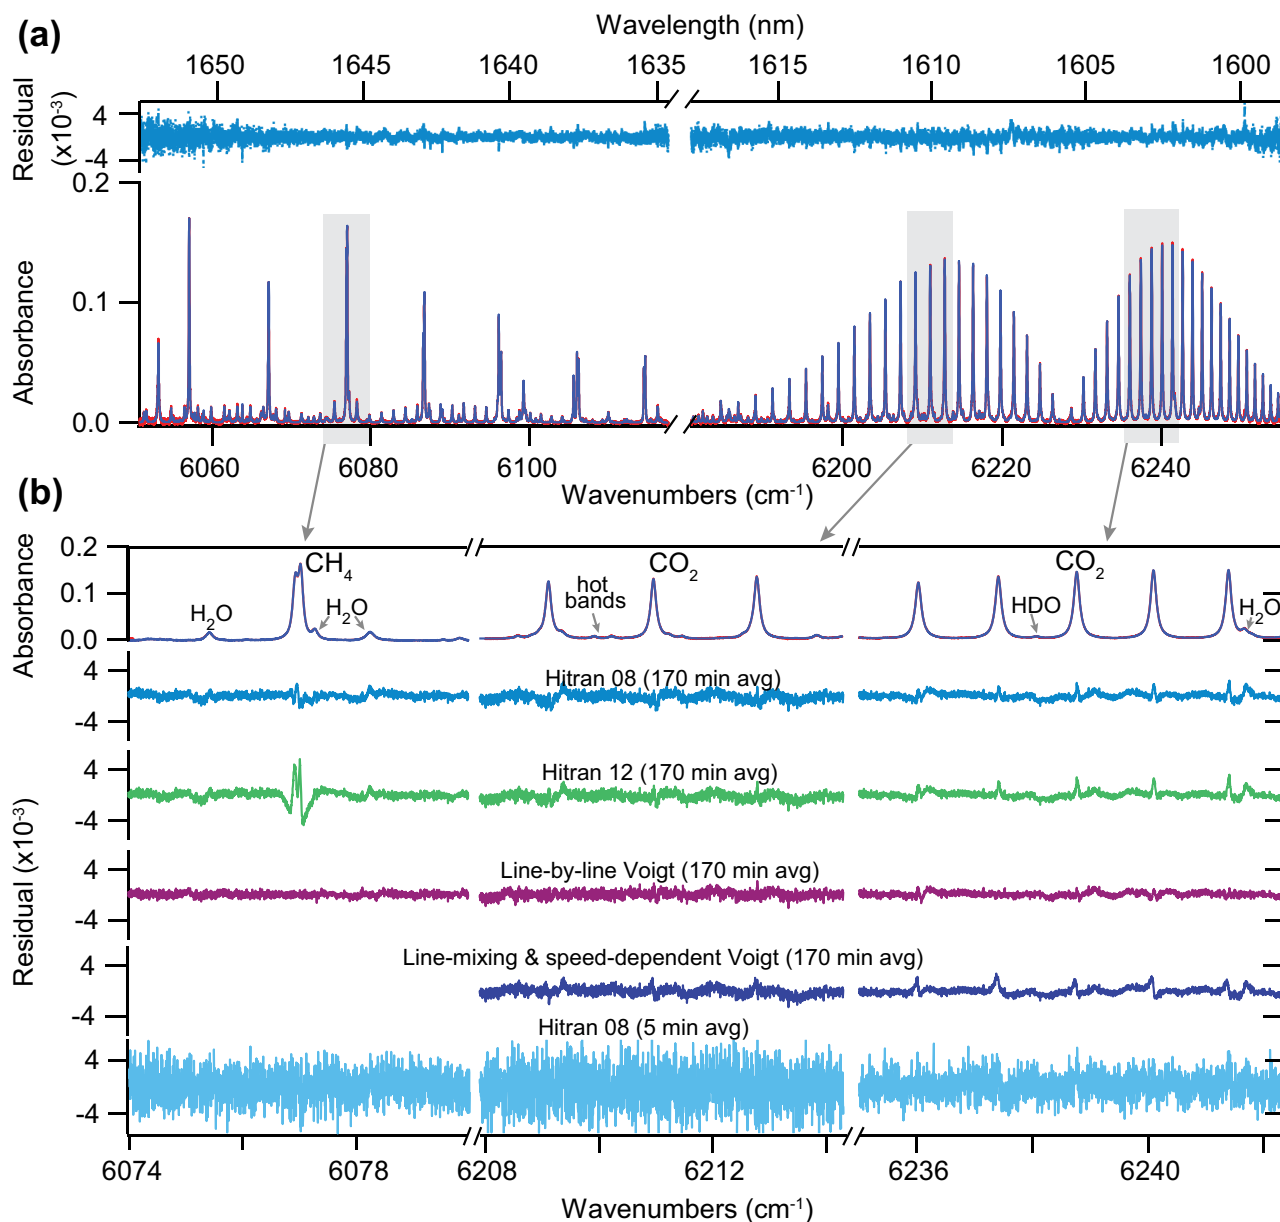 (a)
Wavelength (nm)
1650 1645 1640 1635 1615 1610 1605 1600
Residual (x10⁻³)
4
-4
Absorbance
0.2
0.1
0.0
6060 6080 6100 6200 6220 6240
Wavenumbers (cm⁻¹)
(b)
Absorbance
0.2
0.1
0.0
H₂O CH₄ H₂O
hot bands CO₂
CO₂ HDO H₂O
Residual (x10⁻³)
4
-4
Hitran 08 (170 min avg)
4
-4
Hitran 12 (170 min avg)
4
-4
Line-by-line Voigt (170 min avg)
4
-4
Line-mixing & speed-dependent Voigt (170 min avg)
4
-4
Hitran 08 (5 min avg)
6074 6078 6208 6212 6236 6240
Wavenumbers (cm⁻¹)